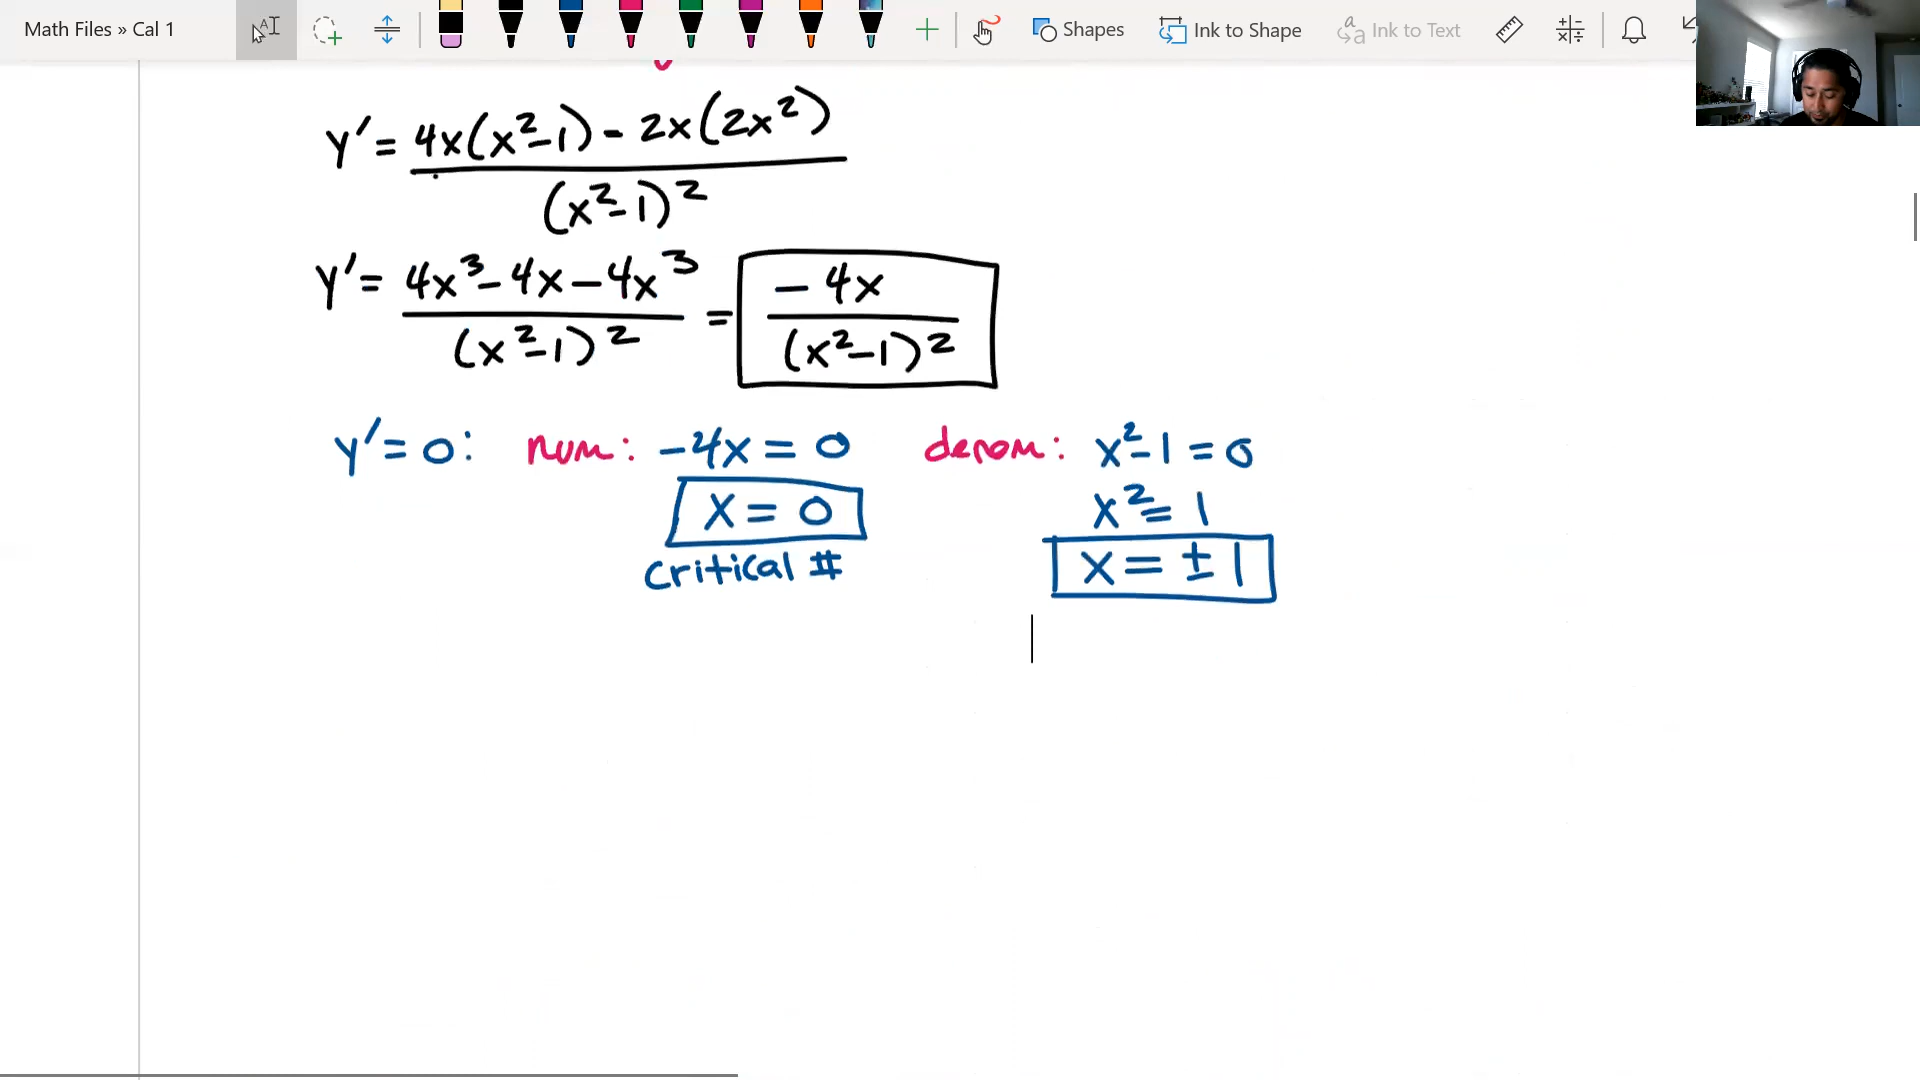 Math Files » Cal 1 Shapes Ink to Shape Ink to Text
y' = 4x(x²-1) - 2x(2x²)
(x²-1)²
y' = 4x³-4x-4x³ = -4x
(x²-1)² (x²-1)²
y' = 0: num: -4x = 0 denom: x²-1 = 0
x = 0 x² = 1
critical # x = ±1